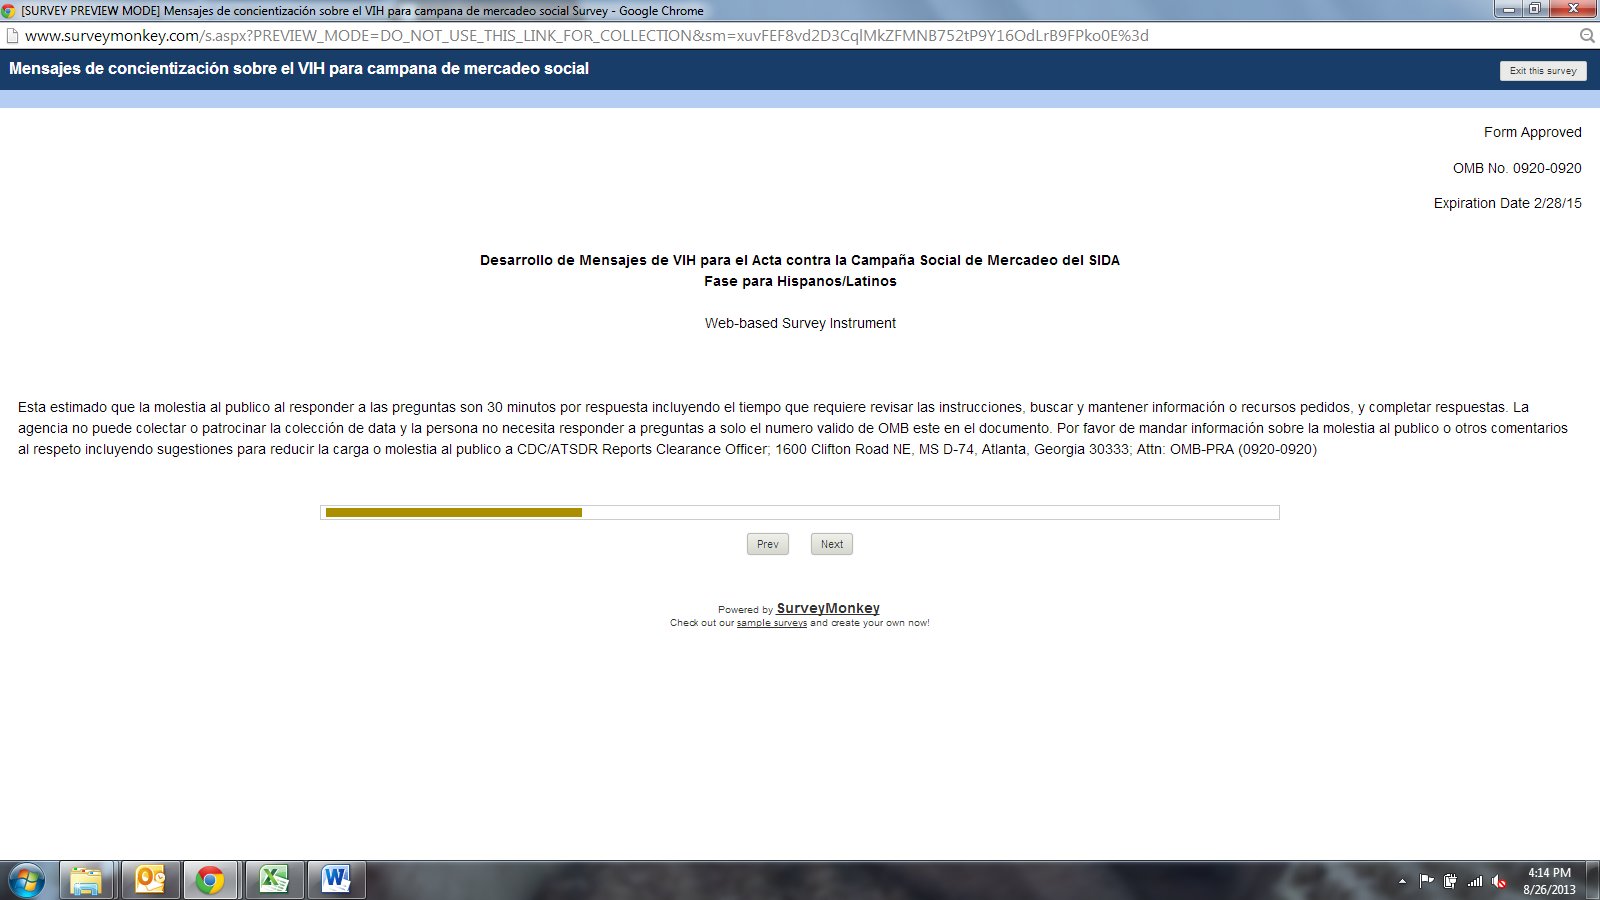 [SURVEY PREVIEW MODE] Mensajes de concientización sobre el VIH para campana de mercadeo social Survey - Google Chrome
www.surveymonkey.com/s.aspx?PREVIEW_MODE=DO_NOT_USE_THIS_LINK_FOR_COLLECTION&sm=xuvFEF8vd2D3CqlMkZFMNB752tP9Y16OdLrB9FPko0E%3d
Mensajes de concientización sobre el VIH para campana de mercadeo social
Exit this survey
Form Approved
OMB No. 0920-0920
Expiration Date 2/28/15
Desarrollo de Mensajes de VIH para el Acta contra la Campaña Social de Mercadeo del SIDA
Fase para Hispanos/Latinos
Web-based Survey Instrument
Esta estimado que la molestia al publico al responder a las preguntas son 30 minutos por respuesta incluyendo el tiempo que requiere revisar las instrucciones, buscar y mantener información o recursos pedidos, y completar respuestas. La
agencia no puede colectar o patrocinar la colección de data y la persona no necesita responder a preguntas a solo el numero valido de OMB este en el documento. Por favor de mandar información sobre la molestia al publico o otros comentarios
al respeto incluyendo sugestiones para reducir la carga o molestia al publico a CDC/ATSDR Reports Clearance Officer; 1600 Clifton Road NE, MS D-74, Atlanta, Georgia 30333; Attn: OMB-PRA (0920-0920)
Prev Next
Powered by SurveyMonkey
Check out our sample surveys and create your own now!
4:14 PM
8/26/2013